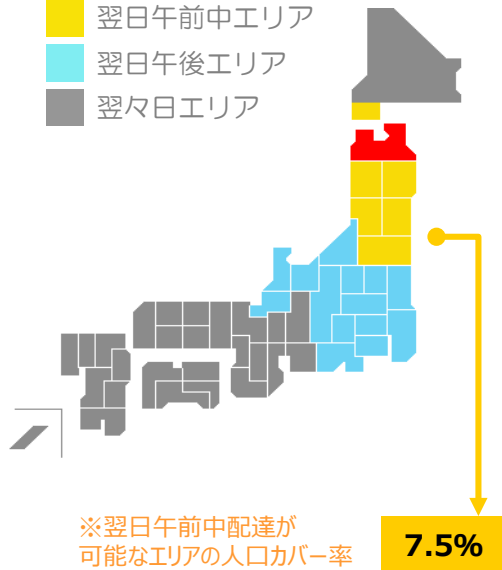 翌日午前中エリア
翌日午後エリア
翌々日エリア
※翌日午前中配達が
可能なエリアの人口カバー率
7.5%